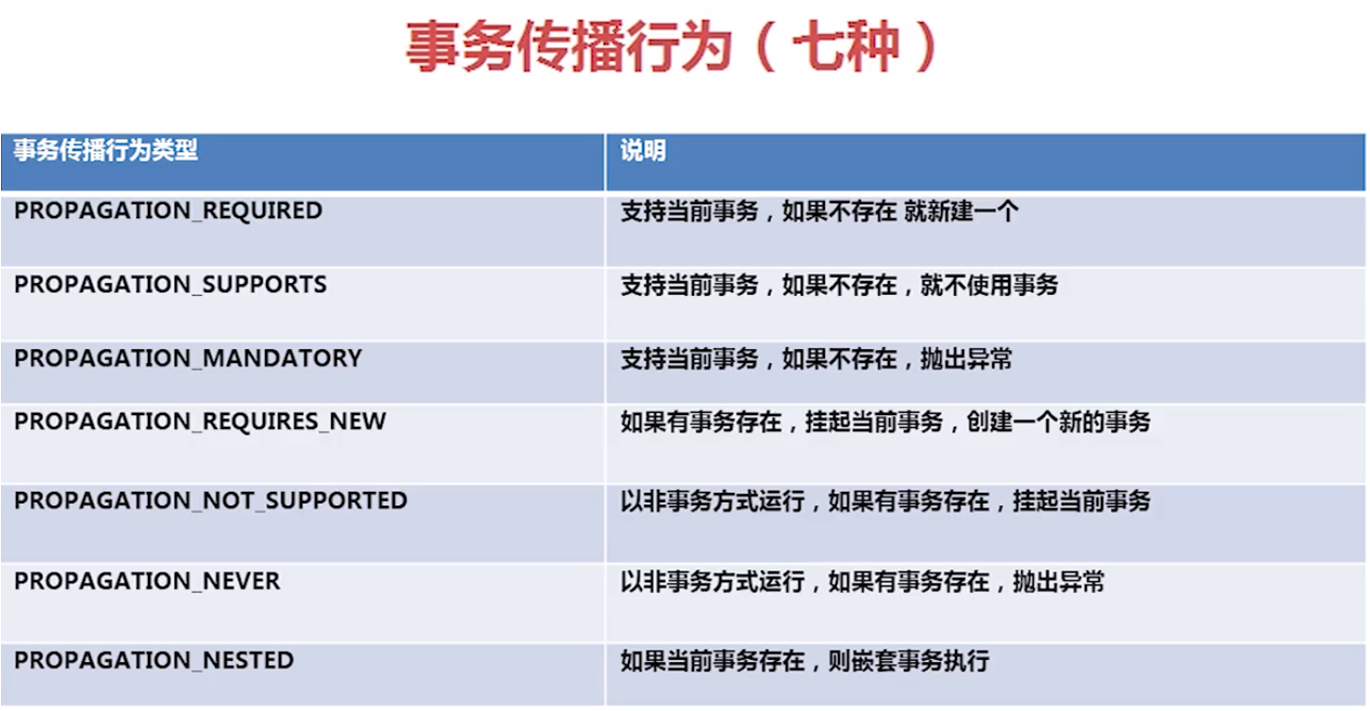 事务传播行为（七种）
事务传播行为类型 说明
PROPAGATION_REQUIRED 支持当前事务，如果不存在 就新建一个
PROPAGATION_SUPPORTS 支持当前事务，如果不存在，就不使用事务
PROPAGATION_MANDATORY 支持当前事务，如果不存在，抛出异常
PROPAGATION_REQUIRES_NEW 如果有事务存在，挂起当前事务，创建一个新的事务
PROPAGATION_NOT_SUPPORTED 以非事务方式运行，如果有事务存在，挂起当前事务
PROPAGATION_NEVER 以非事务方式运行，如果有事务存在，抛出异常
PROPAGATION_NESTED 如果当前事务存在，则嵌套事务执行